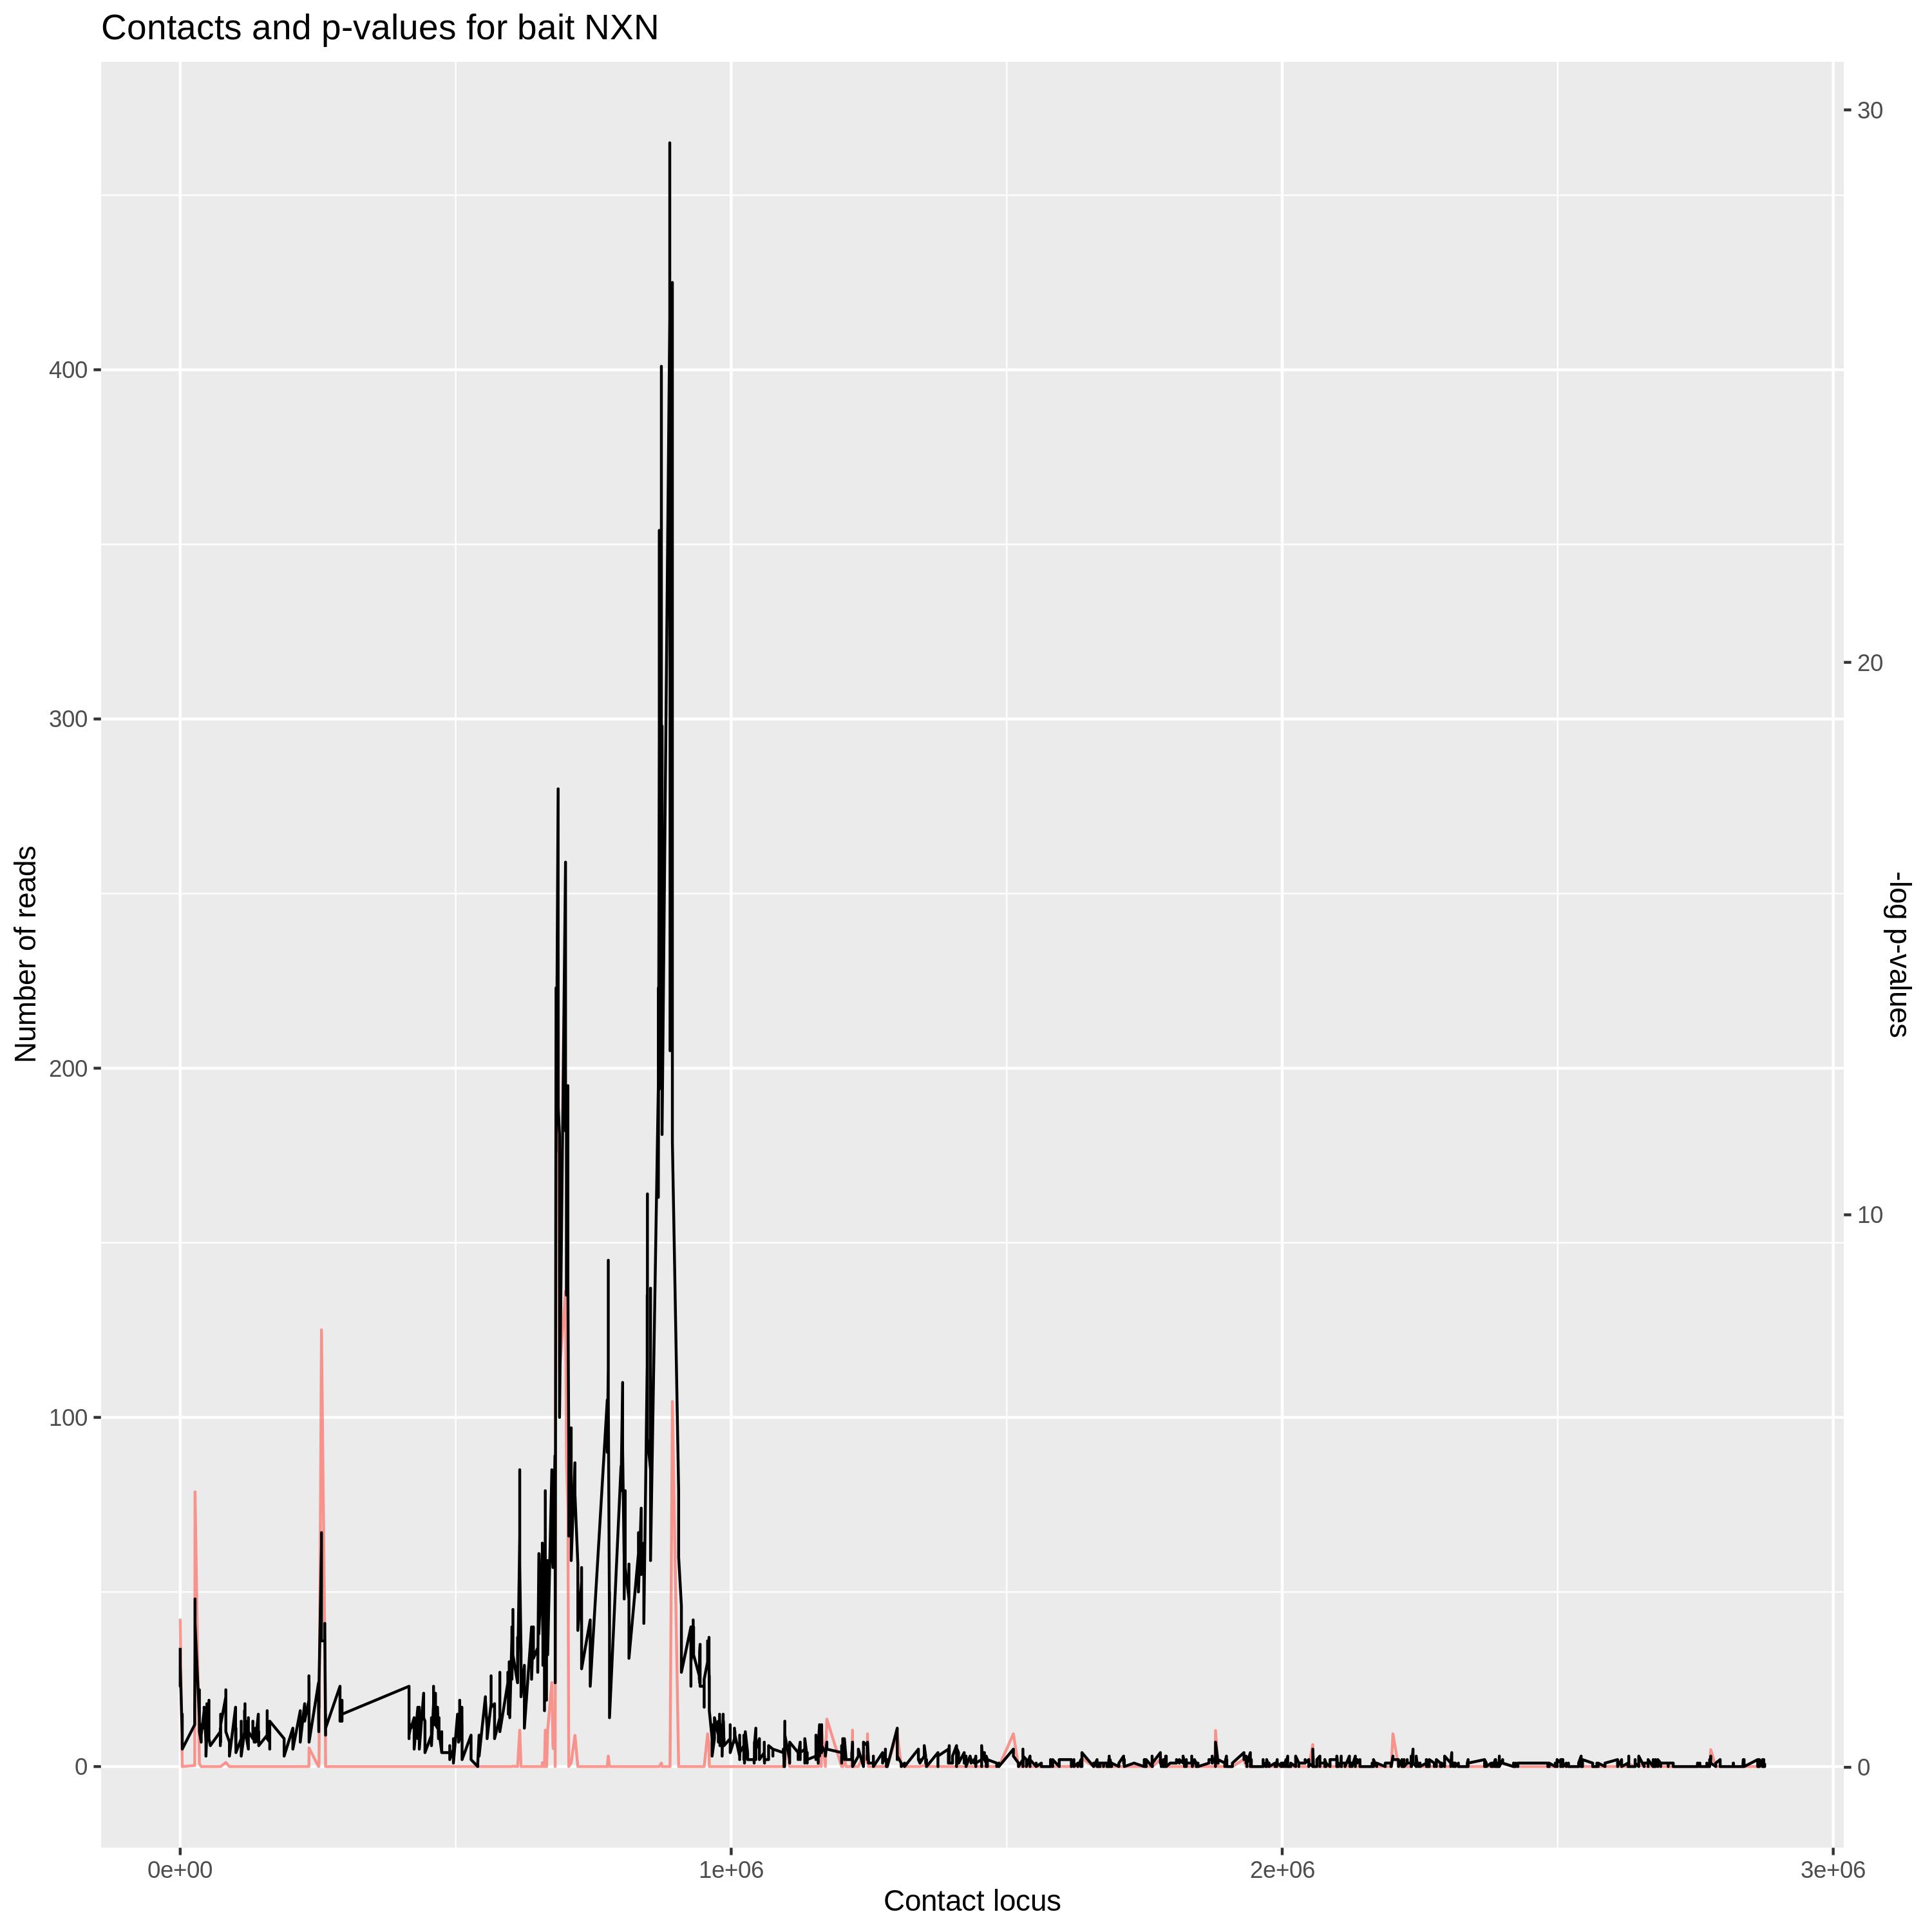 Contacts and p-values for bait NXN
30
400
20
300
Number of reads
-log p-values
200
10
100
0
0
0e+00
1e+06
2e+06
3e+06
Contact locus